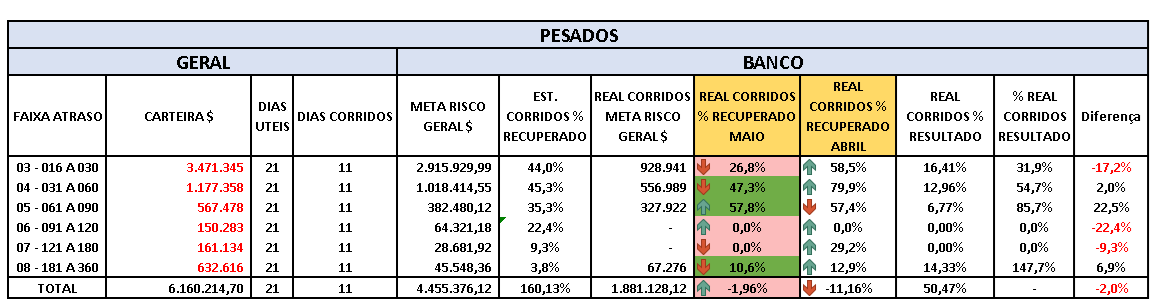 PESADOS
GERAL BANCO
FAIXA ATRASO CARTEIRA $ DIAS UTEIS DIAS CORRIDOS META RISCO GERAL $ EST. CORRIDOS % RECUPERADO REAL CORRIDOS META RISCO GERAL $ REAL CORRIDOS % RECUPERADO MAIO REAL CORRIDOS % RECUPERADO ABRIL REAL CORRIDOS % RESULTADO % REAL CORRIDOS RESULTADO Diferença
03 - 016 A 030 3.471.345 21 11 2.915.929,99 44,0% 928.941 26,8% 58,5% 16,41% 31,9% -17,2%
04 - 031 A 060 1.177.358 21 11 1.018.414,55 45,3% 556.989 47,3% 79,9% 12,96% 54,7% 2,0%
05 - 061 A 090 567.478 21 11 382.480,12 35,3% 327.922 57,8% 57,4% 6,77% 85,7% 22,5%
06 - 091 A 120 150.283 21 11 64.321,18 22,4% - 0,0% 0,0% 0,00% 0,0% -22,4%
07 - 121 A 180 161.134 21 11 28.681,92 9,3% - 0,0% 29,2% 0,00% 0,0% -9,3%
08 - 181 A 360 632.616 21 11 45.548,36 3,8% 67.276 10,6% 12,9% 14,33% 147,7% 6,9%
TOTAL 6.160.214,70 21 11 4.455.376,12 160,13% 1.881.128,12 -1,96% -11,16% 50,47% - -2,0%